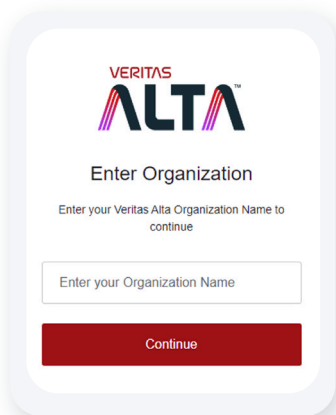 VERITAS
ALTA™
Enter Organization
Enter your Veritas Alta Organization Name to
continue
Enter your Organization Name
Continue